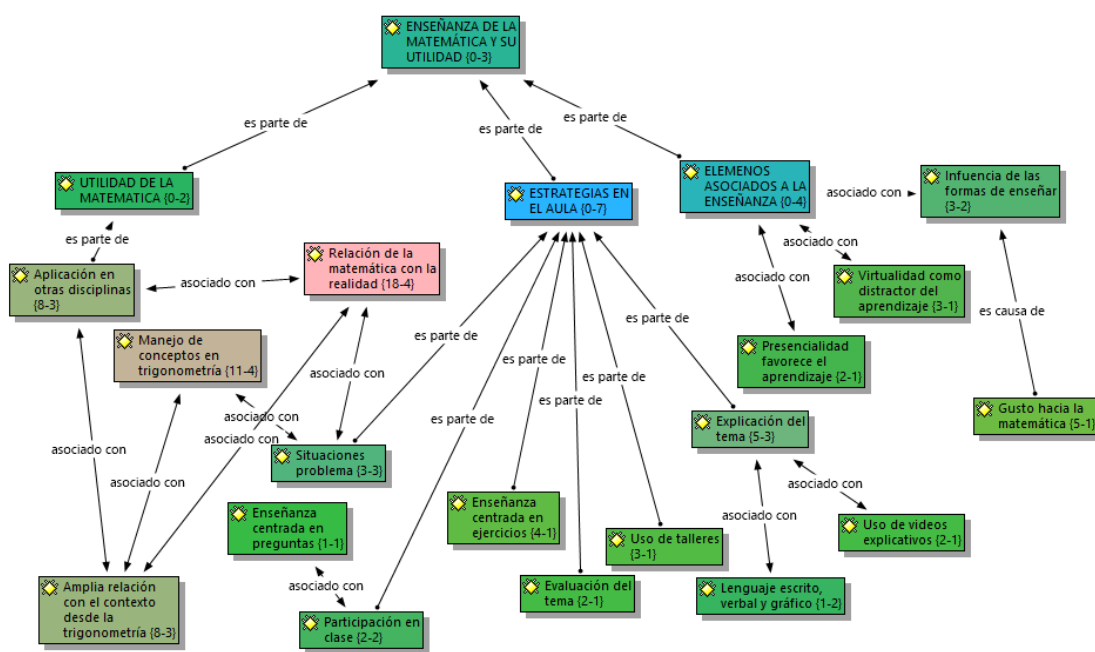 ENSEÑANZA DE LA
MATEMÁTICA Y SU
UTILIDAD {0-3}
es parte de
es parte de
es parte de
UTILIDAD DE LA
MATEMATICA {0-2}
ESTRATEGIAS EN
EL AULA {0-7}
ELEMENOS
ASOCIADOS A LA
ENSEÑANZA {0-4}
asociado con
Infuencia de las
formas de enseñar
{3-2}
es parte de
asociado con
Aplicación en
otras disciplinas
{8-3}
asociado con
Relación de la
matemática con la
realidad {18-4}
asociado con
Virtualidad como
distractor del
aprendizaje {3-1}
es causa de
es parte de
Manejo de
conceptos en
trigonometría {11-4}
Presencialidad
favorece el
aprendizaje {2-1}
es parte de
asociado con
es parte de
es parte de
Gusto hacia la
matemática {5-1}
asociado con
es parte de
Explicación del
tema {5-3}
asociado con
asociado con
Situaciones
problema {3-3}
asociado con
asociado con
Enseñanza
centrada en
preguntas {1-1}
Enseñanza
centrada en
ejercicios {4-1}
asociado con
Uso de videos
explicativos {2-1}
Uso de talleres
{3-1}
asociado con
Amplia relación
con el contexto
desde la
trigonometría {8-3}
Evaluación del
tema {2-1}
Lenguaje escrito,
verbal y gráfico {1-2}
Participación en
clase {2-2}